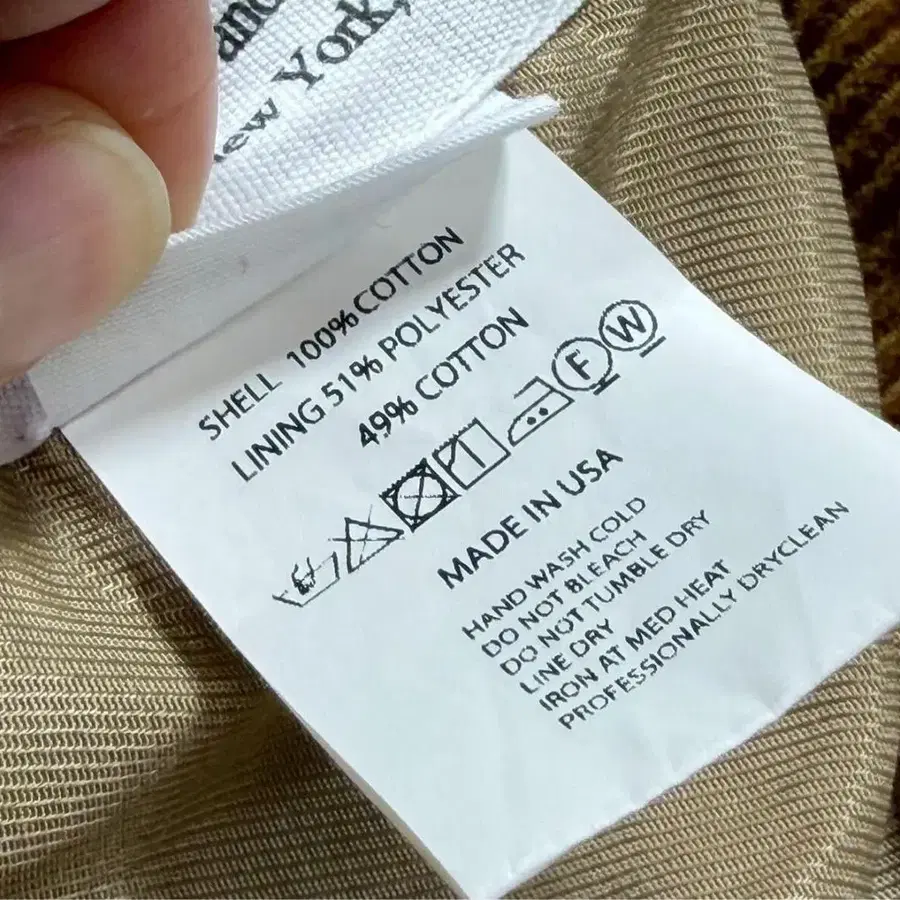 and
New York,
SHELL 100% COTTON
LINING 51% POLYESTER
49% COTTON
F W
MADE IN USA
HAND WASH COLD
DO NOT BLEACH
DO NOT TUMBLE DRY
LINE DRY
IRON AT MED HEAT
PROFESSIONALLY DRYCLEAN